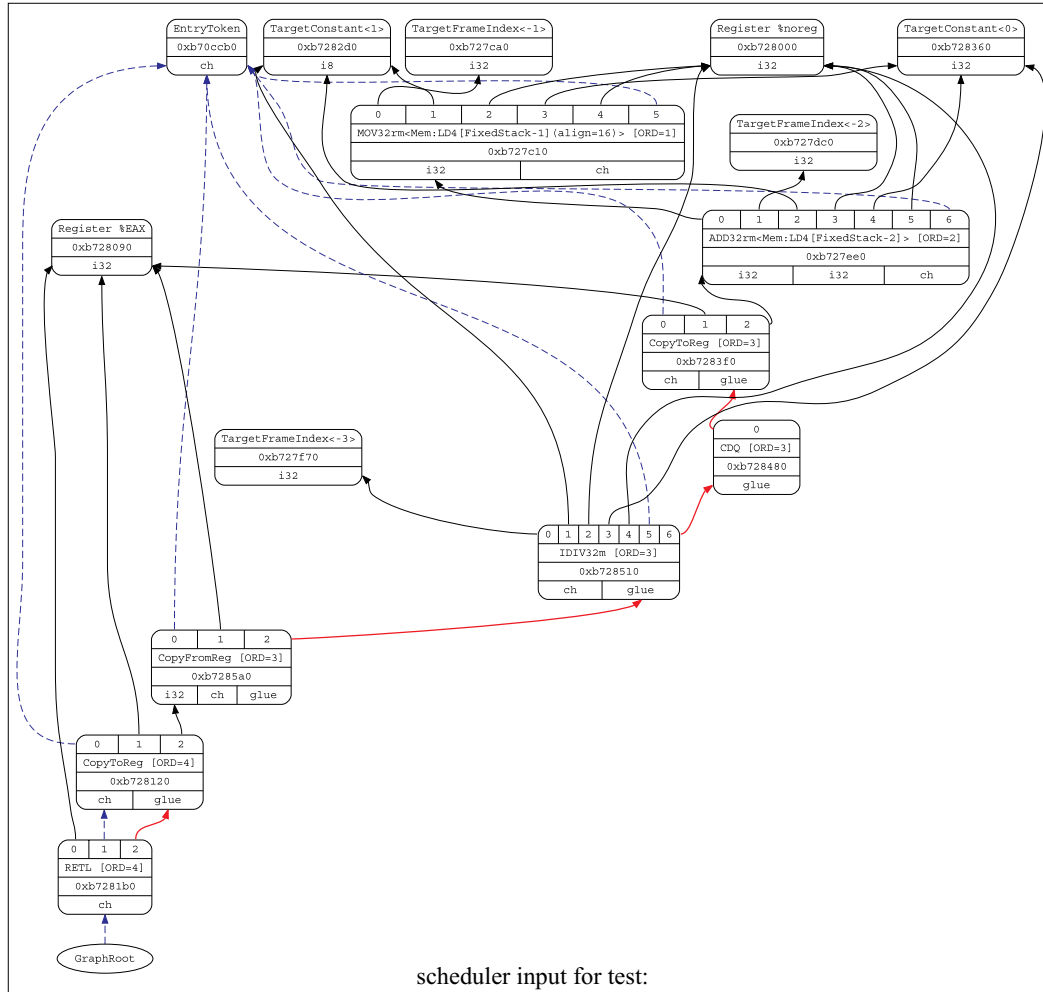 EntryToken
0xb70ccb0
ch
TargetConstant<1>
0xb7282d0
i8
TargetFrameIndex<-1>
0xb727ca0
i32
Register %noreg
0xb728000
i32
TargetConstant<0>
0xb728360
i32
0 1 2 3 4 5
MOV32rm<Mem:LD4[FixedStack-1](align=16)> [ORD=1]
0xb727c10
i32 ch
TargetFrameIndex<-2>
0xb727dc0
i32
0 1 2 3 4 5 6
ADD32rm<Mem:LD4[FixedStack-2]> [ORD=2]
0xb727ee0
i32 i32 ch
Register %EAX
0xb728090
i32
0 1 2
CopyToReg [ORD=3]
0xb7283f0
ch glue
TargetFrameIndex<-3>
0xb727f70
i32
0
CDQ [ORD=3]
0xb728480
glue
0 1 2 3 4 5 6
IDIV32m [ORD=3]
0xb728510
ch glue
0 1 2
CopyFromReg [ORD=3]
0xb7285a0
i32 ch glue
0 1 2
CopyToReg [ORD=4]
0xb728120
ch glue
0 1 2
RETL [ORD=4]
0xb7281b0
ch
GraphRoot
scheduler input for test: